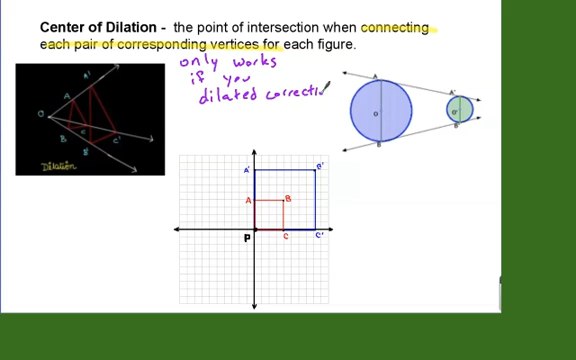 Center of Dilation - the point of intersection when connecting
each pair of corresponding vertices for each figure.
only works
if you
dilated correctl
O
A
A'
B
B'
C
C'
Dilation
A
O
B
A'
O'
B'
A'
B'
A
B
P
C
C'